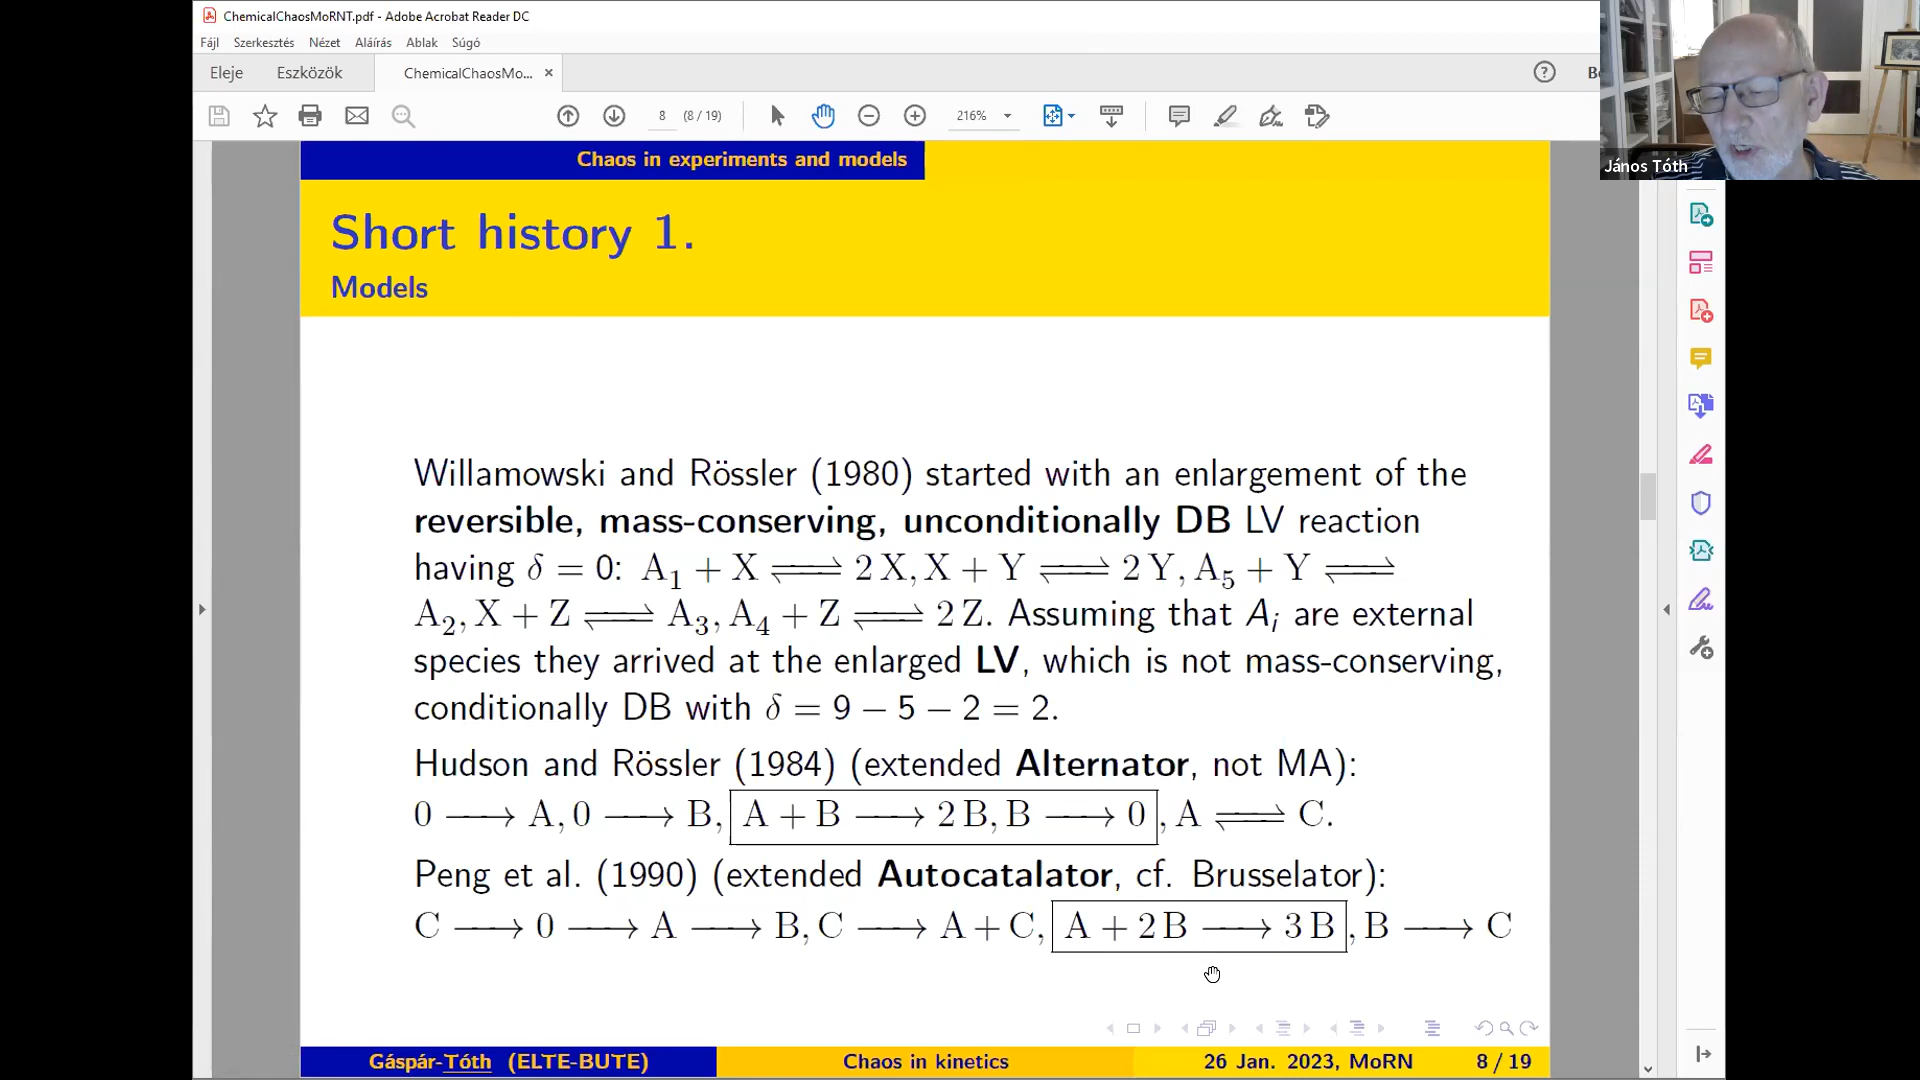 ChemicalChaosMoRNT.pdf - Adobe Acrobat Reader DC
Fájl Szerkesztés Nézet Aláírás Ablak Súgó
Eleje Eszközök ChemicalChaosMo... ×
8 (8 / 19) 216%
János Tóth
Chaos in experiments and models
Short history 1.
Models
Willamowski and Rössler (1980) started with an enlargement of the
reversible, mass-conserving, unconditionally DB LV reaction
having δ = 0: A₁ + X ⇌ 2 X, X + Y ⇌ 2 Y, A₅ + Y ⇌
A₂, X + Z ⇌ A₃, A₄ + Z ⇌ 2 Z. Assuming that Aᵢ are external
species they arrived at the enlarged LV, which is not mass-conserving,
conditionally DB with δ = 9 − 5 − 2 = 2.
Hudson and Rössler (1984) (extended Alternator, not MA):
0 ⟶ A, 0 ⟶ B, A + B ⟶ 2 B, B ⟶ 0, A ⇌ C.
Peng et al. (1990) (extended Autocatalator, cf. Brusselator):
C ⟶ 0 ⟶ A ⟶ B, C ⟶ A + C, A + 2 B ⟶ 3 B, B ⟶ C
Gáspár-Tóth (ELTE-BUTE) Chaos in kinetics 26 Jan. 2023, MoRN 8 / 19